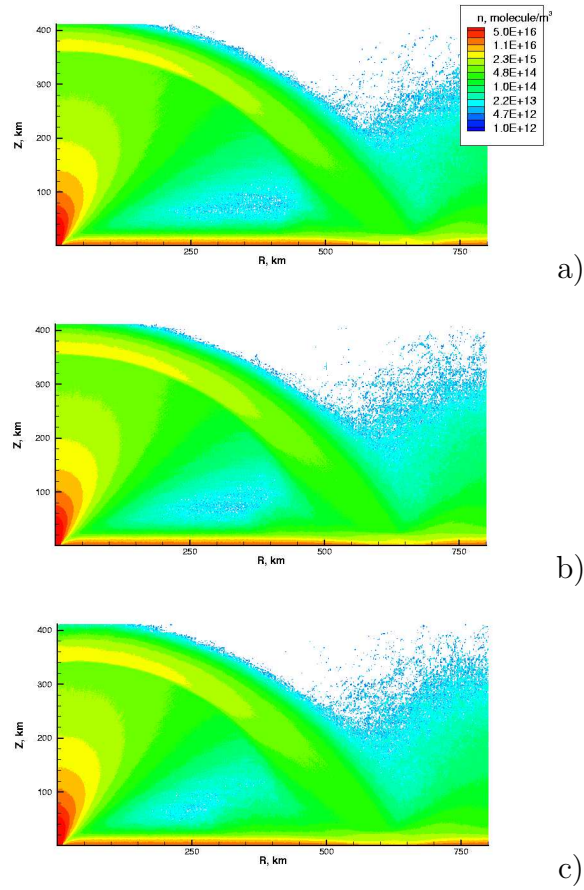 n, molecule/m³
5.0E+16
1.1E+16
2.3E+15
4.8E+14
1.0E+14
2.2E+13
4.7E+12
1.0E+12
400
300
200
100
Z, km
250
500
750
R, km
a)
400
300
200
100
Z, km
250
500
750
R, km
b)
400
300
200
100
Z, km
250
500
750
R, km
c)